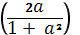 (2a / (1 + a²))